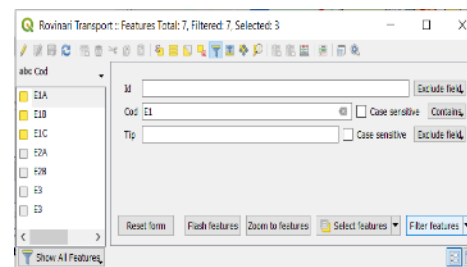 Rovinari Transport :: Features Total: 7, Filtered: 7, Selected: 3
abc Cod
E1A
E1B
E1C
E2A
E2B
E3
E3
Id Exclude field
Cod E1 Case sensitive Contains
Tip Case sensitive Exclude field
Reset form Flash features Zoom to features Select features Filter features
Show All Features